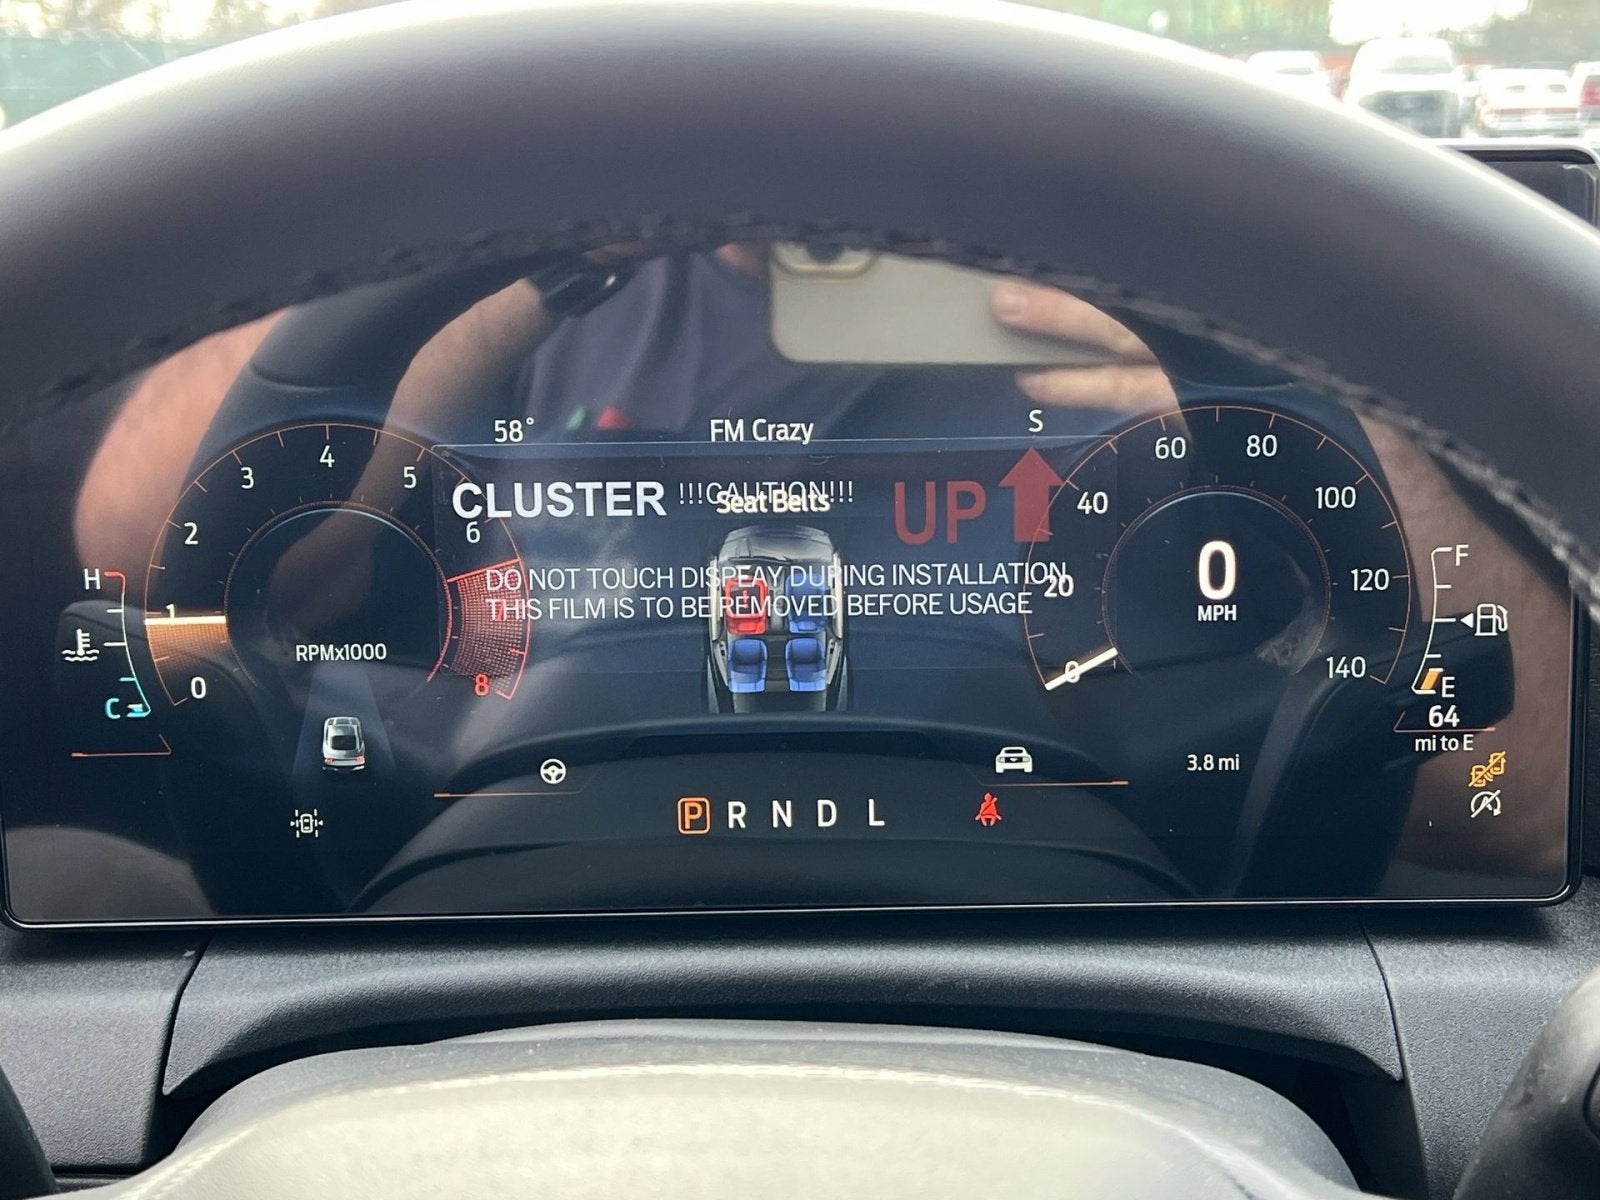 58° FM Crazy S
CLUSTER !!!CAUTION!!! UP
Seat Belts
DO NOT TOUCH DISPLAY DURING INSTALLATION
THIS FILM IS TO BE REMOVED BEFORE USAGE
H
C
0
1
2
3
4
5
6
8
RPMx1000
0
20
40
60
80
100
120
140
0
MPH
F
E
64
mi to E
3.8 mi
P R N D L